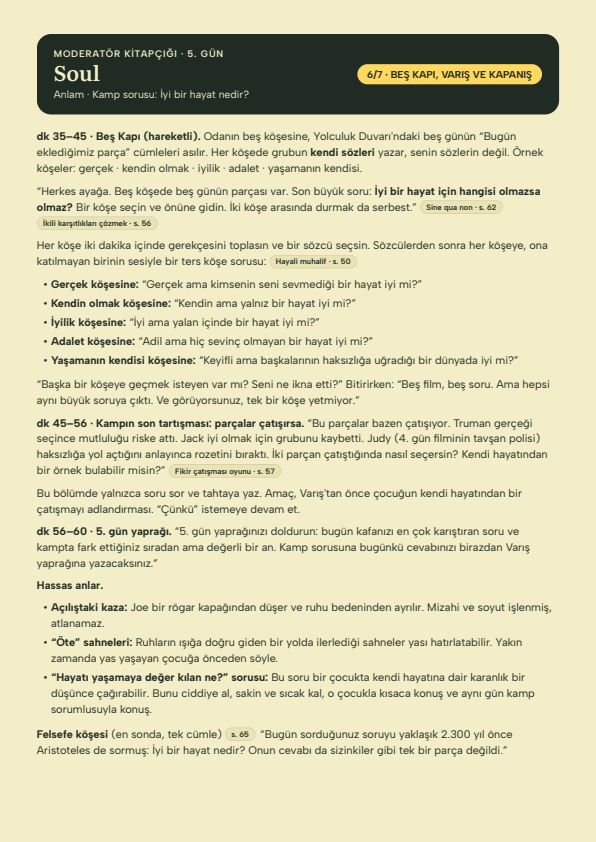 MODERATÖR KİTAPÇIĞI · 5. GÜN
Soul
Anlam · Kamp sorusu: İyi bir hayat nedir?
6/7 · BEŞ KAPI, VARIŞ VE KAPANIŞ
dk 35–45 · Beş Kapı (hareketli). Odanın beş köşesine, Yolculuk Duvarı'ndaki beş günün “Bugün
eklediğimiz parça” cümleleri asılır. Her köşede grubun kendi sözleri yazar, senin sözlerin değil. Örnek
köşeler: gerçek · kendin olmak · iyilik · adalet · yaşamanın kendisi.
“Herkes ayağa. Beş köşede beş günün parçası var. Son büyük soru: İyi bir hayat için hangisi olmazsa
olmaz? Bir köşe seçin ve önüne gidin. İki köşe arasında durmak da serbest.” Sine qua non · s. 62
İkili karşıtlıkları çözmek · s. 56
Her köşe iki dakika içinde gerekçesini toplasın ve bir sözcü seçsin. Sözcülerden sonra her köşeye, ona
katılmayan birinin sesiyle bir ters köşe sorusu: Hayali muhalif · s. 50
• Gerçek köşesine: “Gerçek ama kimsenin seni sevmediği bir hayat iyi mi?”
• Kendin olmak köşesine: “Kendin ama yalnız bir hayat iyi mi?”
• İyilik köşesine: “İyi ama yalan içinde bir hayat iyi mi?”
• Adalet köşesine: “Adil ama hiç sevinç olmayan bir hayat iyi mi?”
• Yaşamanın kendisi köşesine: “Keyifli ama başkalarının haksızlığa uğradığı bir dünyada iyi mi?”
“Başka bir köşeye geçmek isteyen var mı? Seni ne ikna etti?” Bitirirken: “Beş film, beş soru. Ama hepsi
aynı büyük soruya çıktı. Ve görüyorsunuz, tek bir köşe yetmiyor.”
dk 45–56 · Kampın son tartışması: parçalar çatışırsa. “Bu parçalar bazen çatışıyor. Truman gerçeği
seçince mutluluğu riske attı. Jack iyi olmak için grubunu kaybetti. Judy (4. gün filminin tavşan polisi)
haksızlığa yol açtığını anlayınca rozetini bıraktı. İki parçan çatıştığında nasıl seçersin? Kendi hayatından
bir örnek bulabilir misin?” Fikir çatışması oyunu · s. 57
Bu bölümde yalnızca soru sor ve tahtaya yaz. Amaç, Varış'tan önce çocuğun kendi hayatından bir
çatışmayı adlandırması. “Çünkü” istemeye devam et.
dk 56–60 · 5. gün yaprağı. “5. gün yaprağınızı doldurun: bugün kafanızı en çok karıştıran soru ve
kampta fark ettiğiniz sıradan ama değerli bir an. Kamp sorusuna bugünkü cevabınızı birazdan Varış
yaprağına yazacaksınız.”
Hassas anlar.
• Açılıştaki kaza: Joe bir rögar kapağından düşer ve ruhu bedeninden ayrılır. Mizahi ve soyut işlenmiş,
atlanamaz.
• “Öte” sahneleri: Ruhların ışığa doğru giden bir yolda ilerlediği sahneler yası hatırlatabilir. Yakın
zamanda yas yaşayan çocuğa önceden söyle.
• “Hayatı yaşamaya değer kılan ne?” sorusu: Bu soru bir çocukta kendi hayatına dair karanlık bir
düşünce çağırabilir. Bunu ciddiye al, sakin ve sıcak kal, o çocukla kısaca konuş ve aynı gün kamp
sorumlusuyla konuş.
Felsefe köşesi (en sonda, tek cümle) s. 65 “Bugün sorduğunuz soruyu yaklaşık 2.300 yıl önce
Aristoteles de sormuş: İyi bir hayat nedir? Onun cevabı da sizinkiler gibi tek bir parça değildi.”